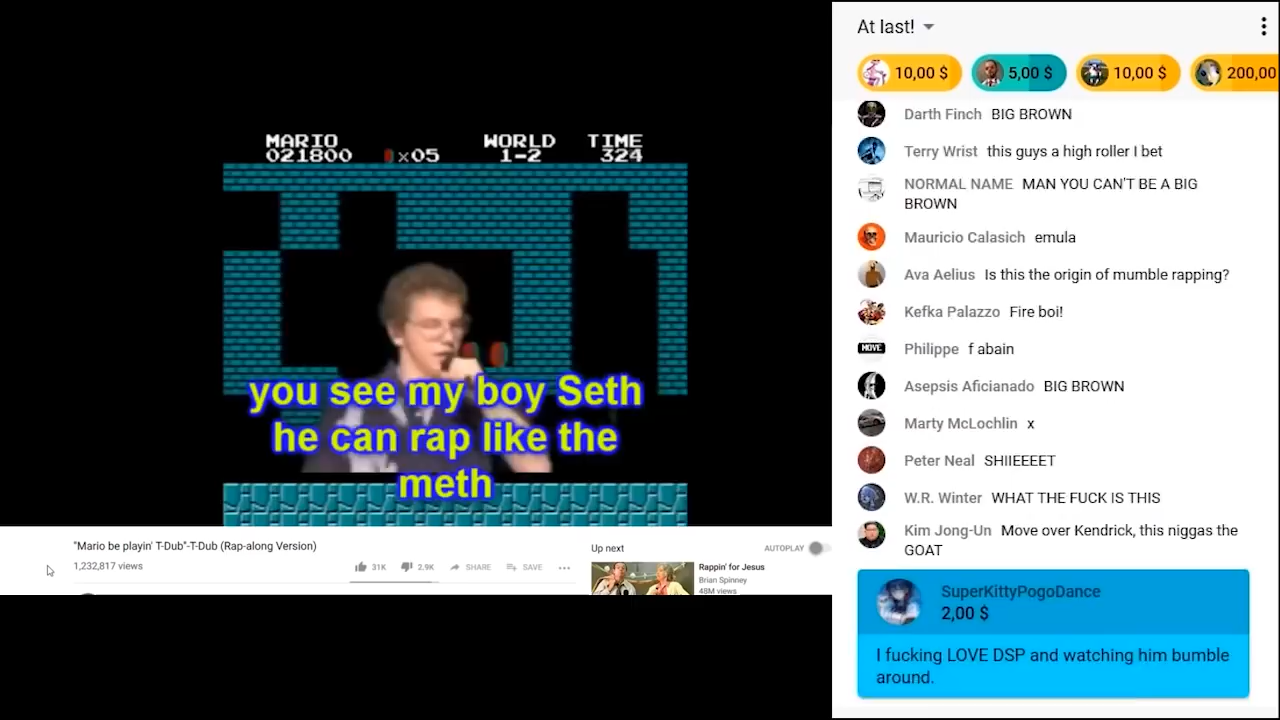 MARIO WORLD TIME
021800 ×05 1-2 324
you see my boy Seth
he can rap like the
meth
"Mario be playin' T-Dub"-T-Dub (Rap-along Version)
1,232,817 views
31K 2.9K SHARE SAVE
Up next AUTOPLAY
Rappin' for Jesus
Brian Spinney
48M views
At last!
10,00 $ 5,00 $ 10,00 $ 200,00
Darth Finch BIG BROWN
Terry Wrist this guys a high roller I bet
NORMAL NAME MAN YOU CAN'T BE A BIG
BROWN
Mauricio Calasich emula
Ava Aelius Is this the origin of mumble rapping?
Kefka Palazzo Fire boi!
MOVE
Philippe f abain
Asepsis Aficianado BIG BROWN
Marty McLochlin x
Peter Neal SHIIEEEET
W.R. Winter WHAT THE FUCK IS THIS
Kim Jong-Un Move over Kendrick, this niggas the
GOAT
SuperKittyPogoDance
2,00 $
I fucking LOVE DSP and watching him bumble
around.